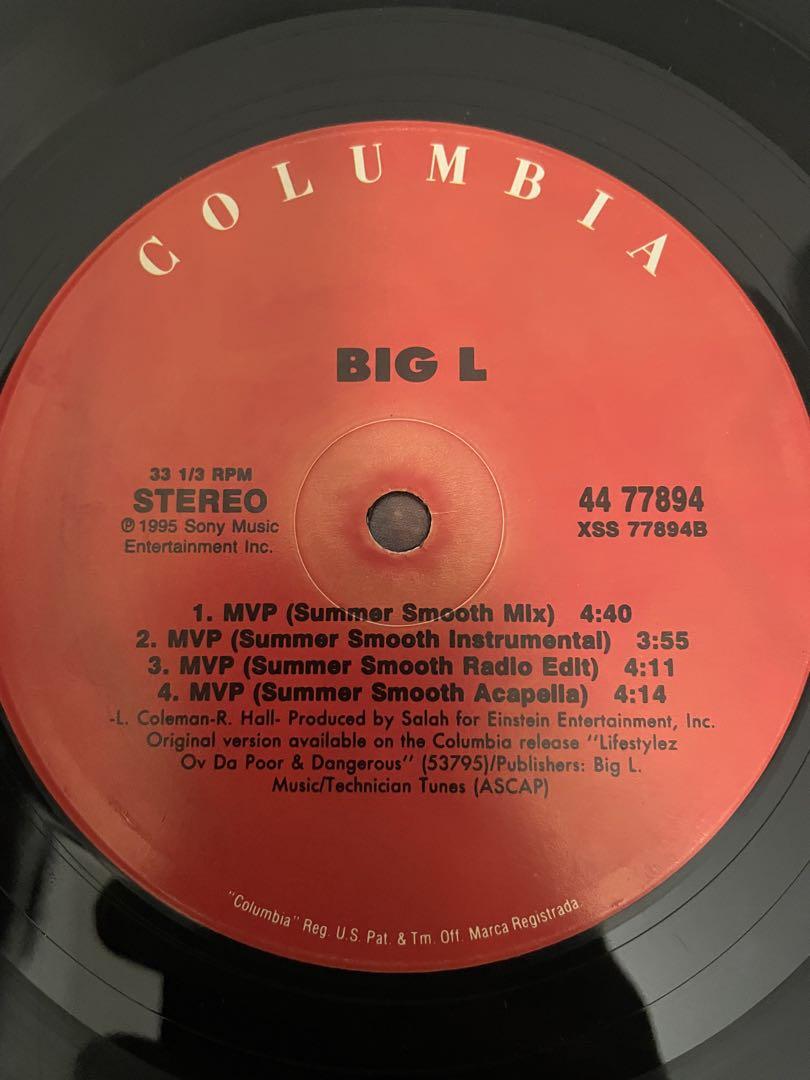 COLUMBIA
BIG L
33 1/3 RPM
STEREO
℗ 1995 Sony Music
Entertainment Inc.
44 77894
XSS 77894B
1. MVP (Summer Smooth Mix) 4:40
2. MVP (Summer Smooth Instrumental) 3:55
3. MVP (Summer Smooth Radio Edit) 4:11
4. MVP (Summer Smooth Acapella) 4:14
-L. Coleman-R. Hall- Produced by Salah for Einstein Entertainment, Inc.
Original version available on the Columbia release "Lifestylez
Ov Da Poor & Dangerous" (53795)/Publishers: Big L.
Music/Technician Tunes (ASCAP)
"Columbia" Reg. U.S. Pat. & Tm. Off. Marca Registrada.